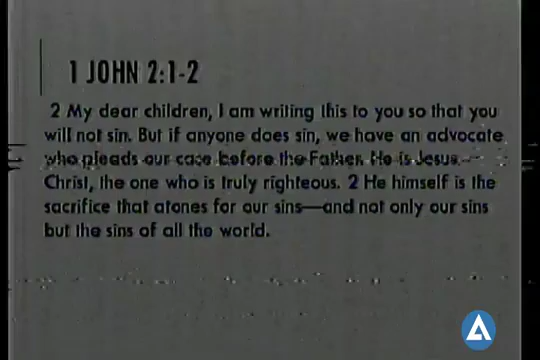 1 JOHN 2:1-2
2 My dear children, I am writing this to you so that you
will not sin. But if anyone does sin, we have an advocate
who pleads our case before the Father. He is Jesus
Christ, the one who is truly righteous. 2 He himself is the
sacrifice that atones for our sins—and not only our sins
but the sins of all the world.